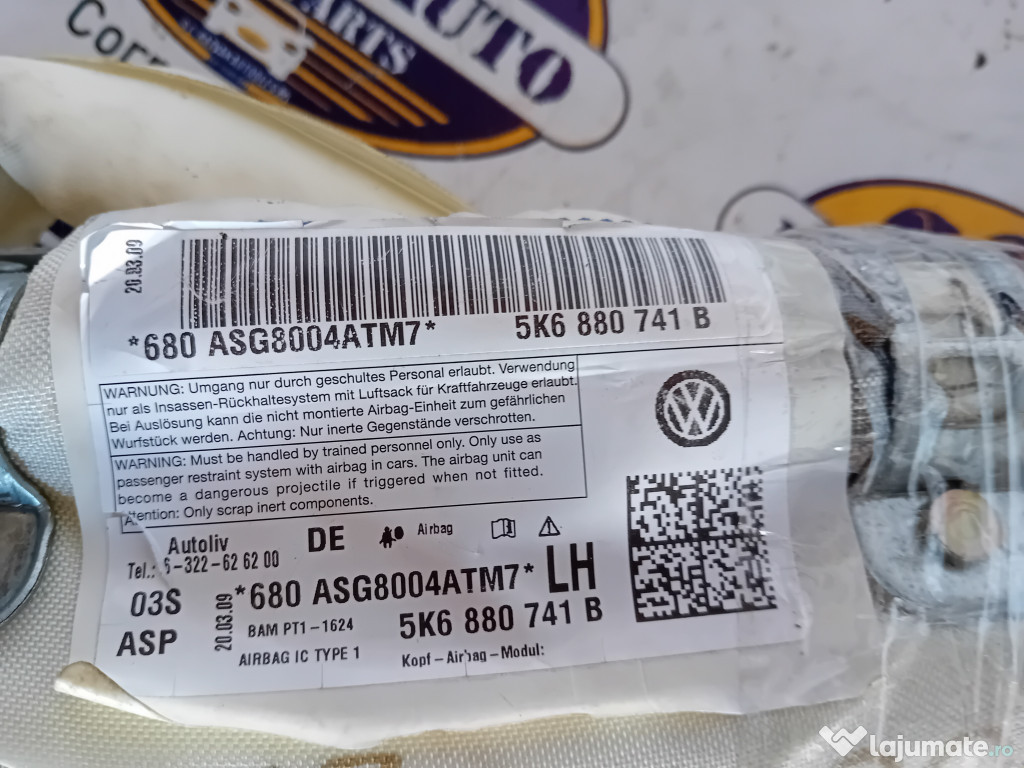 Corr
AUTO
PARTS
20.03.09
*680 ASG8004ATM7*
5K6 880 741 B
WARNUNG: Umgang nur durch geschultes Personal erlaubt. Verwendung
nur als Insassen-Rückhaltesystem mit Luftsack für Kraftfahrzeuge erlaubt.
Bei Auslösung kann die nicht montierte Airbag-Einheit zum gefährlichen
Wurfstück werden. Achtung: Nur inerte Gegenstände verschrotten.
WARNING: Must be handled by trained personnel only. Only use as
passenger restraint system with airbag in cars. The airbag unit can
become a dangerous projectile if triggered when not fitted.
Attention: Only scrap inert components.
Autoliv
DE
Airbag
Tel.: 6-322-62 62 00
03S
ASP
20.03.09
*680 ASG8004ATM7*
LH
BAM PT1-1624
5K6 880 741 B
AIRBAG IC TYPE 1
Kopf-Airbag-Modul:
lajumate.ro